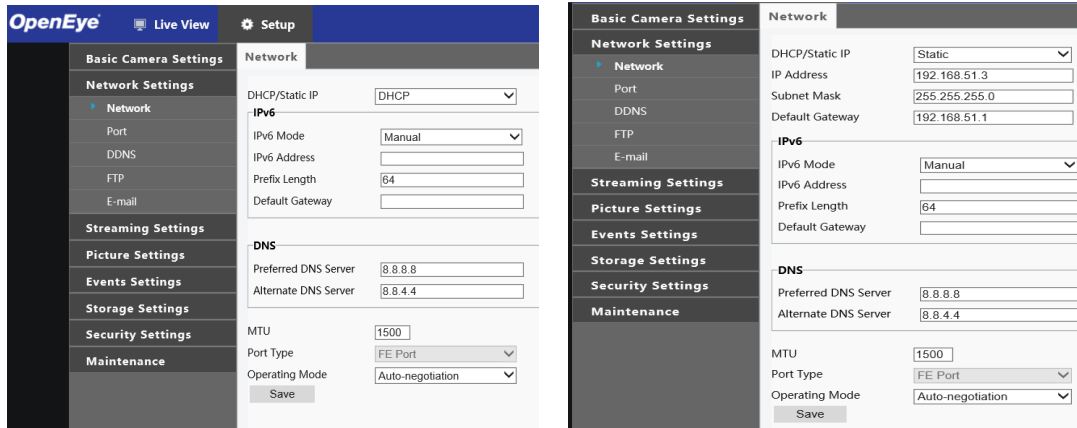 OpenEye Live View Setup
Basic Camera Settings
Network Settings
Network
Port
DDNS
FTP
E-mail
Streaming Settings
Picture Settings
Events Settings
Storage Settings
Security Settings
Maintenance
Network
DHCP/Static IP DHCP
IPv6
IPv6 Mode Manual
IPv6 Address
Prefix Length 64
Default Gateway
DNS
Preferred DNS Server 8.8.8.8
Alternate DNS Server 8.8.4.4
MTU 1500
Port Type FE Port
Operating Mode Auto-negotiation
Save
Basic Camera Settings
Network Settings
Network
Port
DDNS
FTP
E-mail
Streaming Settings
Picture Settings
Events Settings
Storage Settings
Security Settings
Maintenance
Network
DHCP/Static IP Static
IP Address 192.168.51.3
Subnet Mask 255.255.255.0
Default Gateway 192.168.51.1
IPv6
IPv6 Mode Manual
IPv6 Address
Prefix Length 64
Default Gateway
DNS
Preferred DNS Server 8.8.8.8
Alternate DNS Server 8.8.4.4
MTU 1500
Port Type FE Port
Operating Mode Auto-negotiation
Save